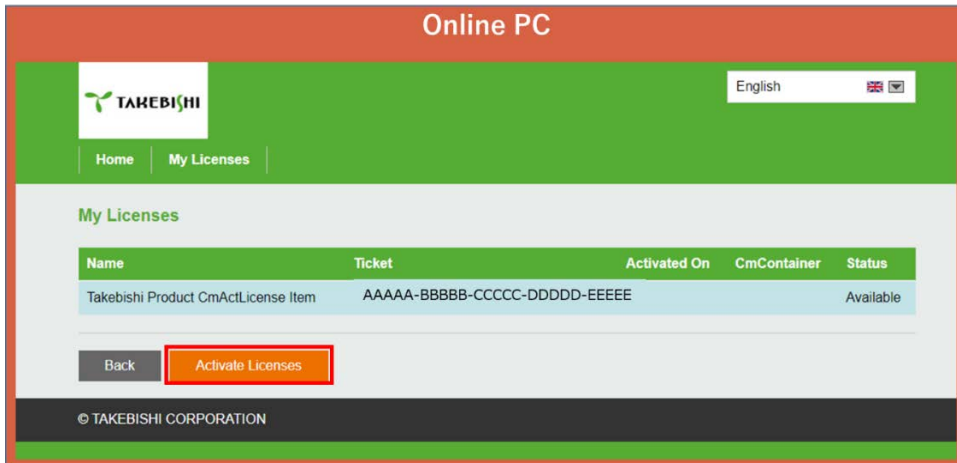 Online PC
TAKEBISHI
English
Home My Licenses
My Licenses
Name Ticket Activated On CmContainer Status
Takebishi Product CmActLicense Item AAAAA-BBBBB-CCCCC-DDDDD-EEEEE Available
Back Activate Licenses
© TAKEBISHI CORPORATION